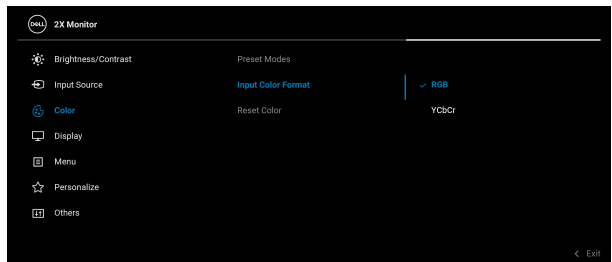 DELL 2X Monitor
Brightness/Contrast Preset Modes
Input Source Input Color Format RGB
Color Reset Color YCbCr
Display
Menu
Personalize
Others
Exit